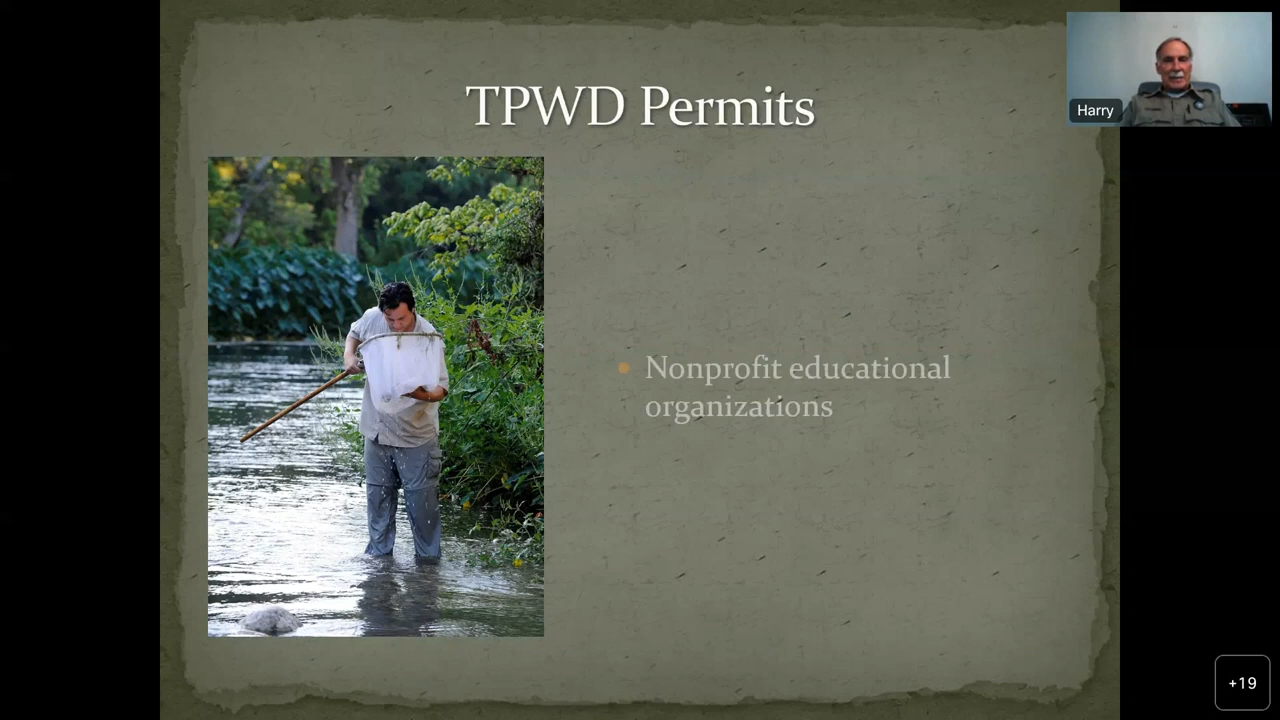 TPWD Permits
Harry
Nonprofit educational
organizations
+19